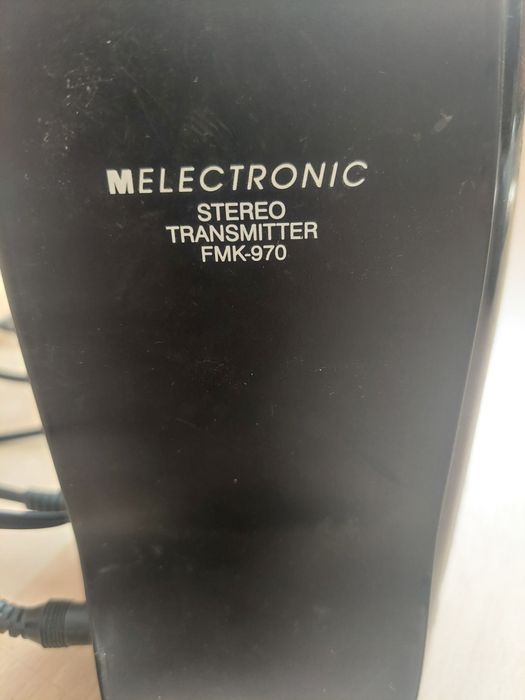 MELECTRONIC
STEREO
TRANSMITTER
FMK-970